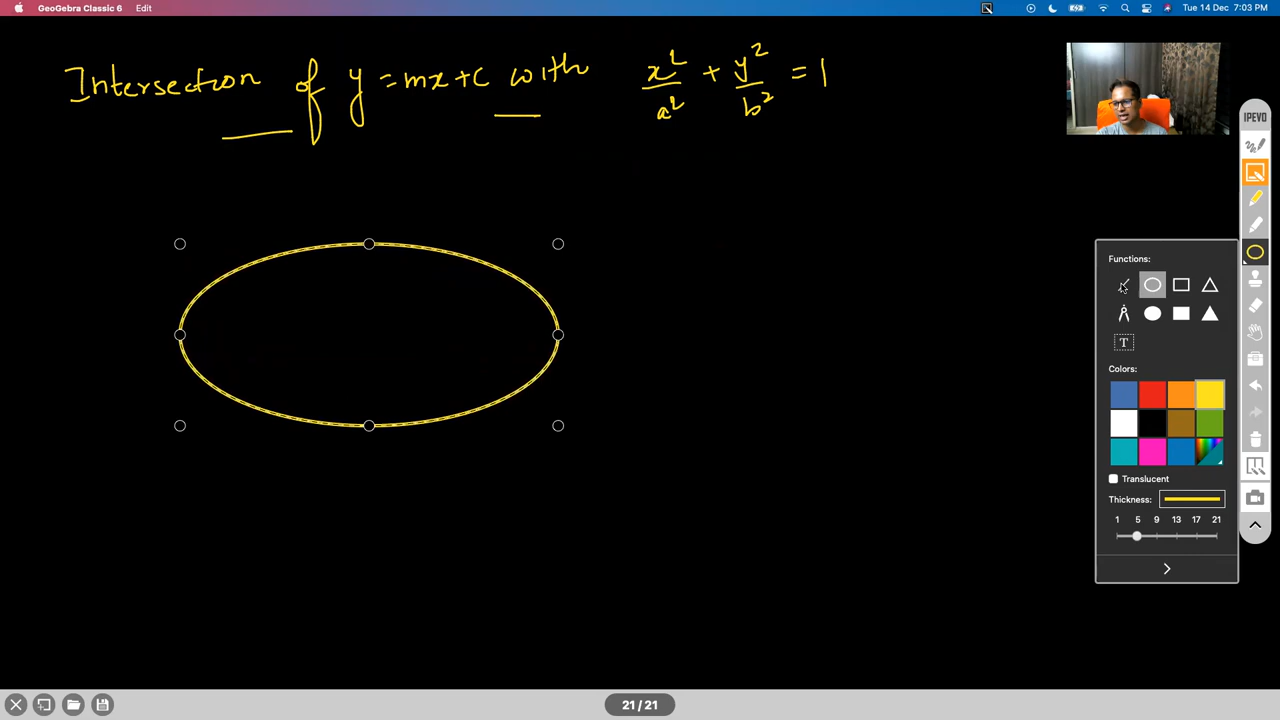 GeoGebra Classic 6 Edit Tue 14 Dec 7:03 PM
Intersection of y = mx + c with x²/a² + y²/b² = 1
IPEVO
Functions:
T
Colors:
Translucent
Thickness:
1 5 9 13 17 21
21 / 21